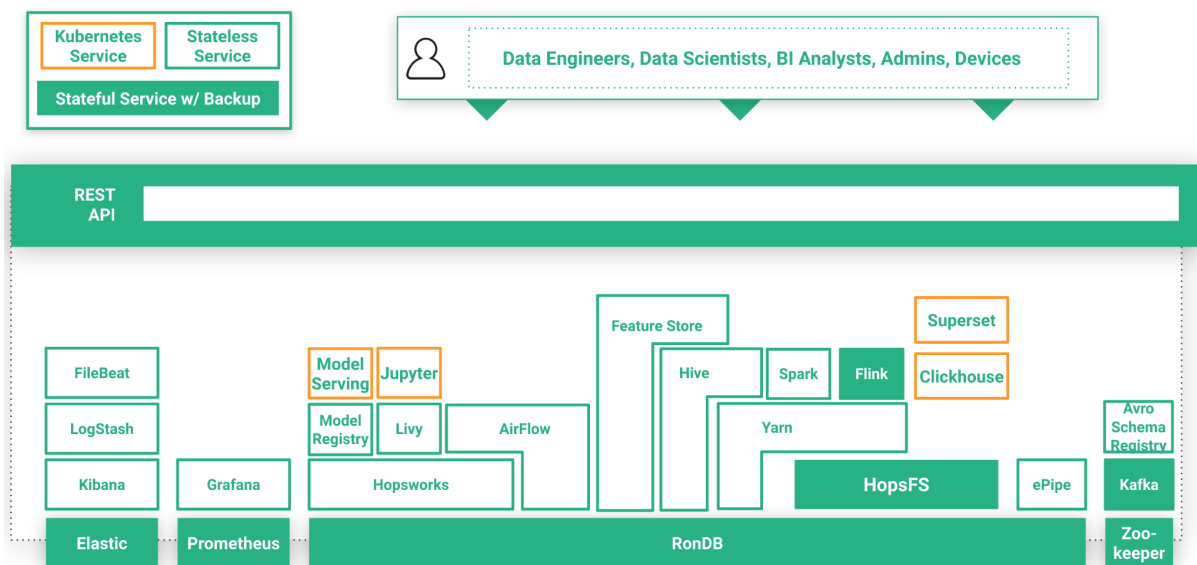 Kubernetes
Service
Stateless
Service
Stateful Service w/ Backup
Data Engineers, Data Scientists, BI Analysts, Admins, Devices
REST
API
Feature Store
Superset
FileBeat
Model
Serving
Jupyter
Hive
Spark
Flink
Clickhouse
LogStash
Model
Registry
Livy
AirFlow
Yarn
Avro
Schema
Registry
Kibana
Grafana
Hopsworks
HopsFS
ePipe
Kafka
Elastic
Prometheus
RonDB
Zoo-
keeper